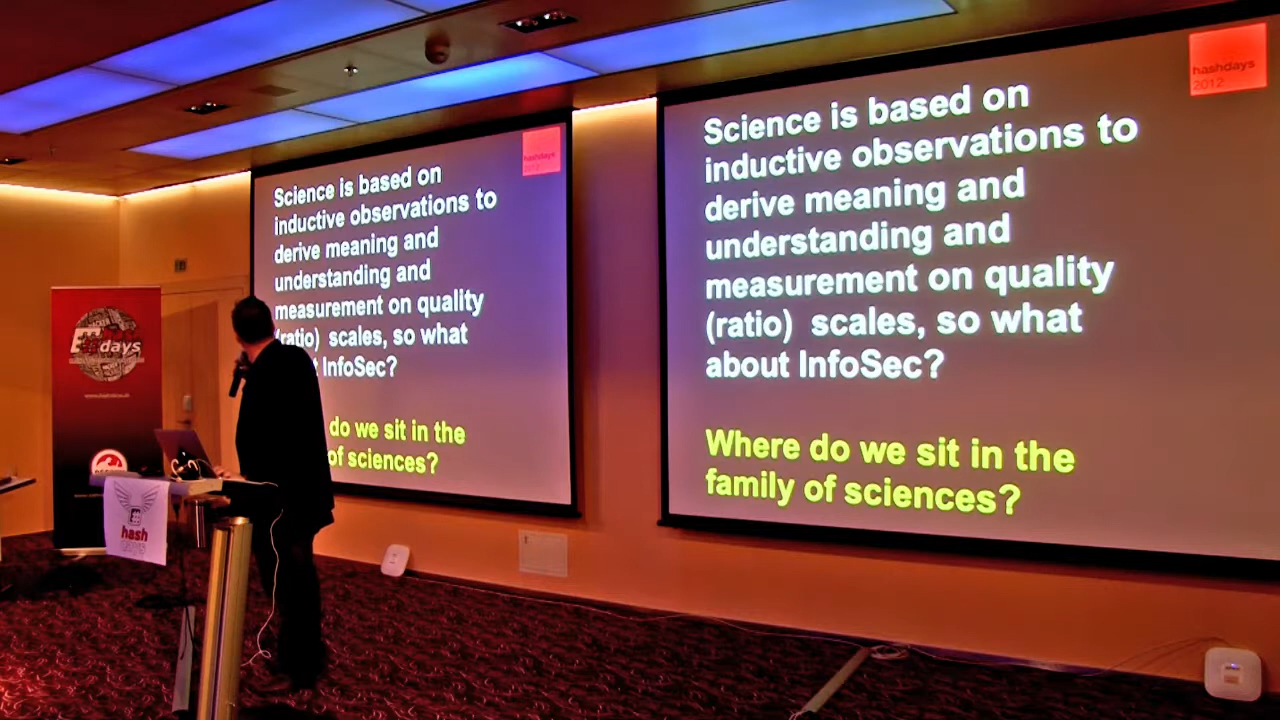 hashdays
2012
Science is based on
inductive observations to
derive meaning and
understanding and
measurement on quality
(ratio) scales, so what
about InfoSec?
Where do we sit in the
family of sciences?
hashdays
2012
Science is based on
inductive observations to
derive meaning and
understanding and
measurement on quality
(ratio) scales, so what
InfoSec?
do we sit in the
of sciences?
days
hash